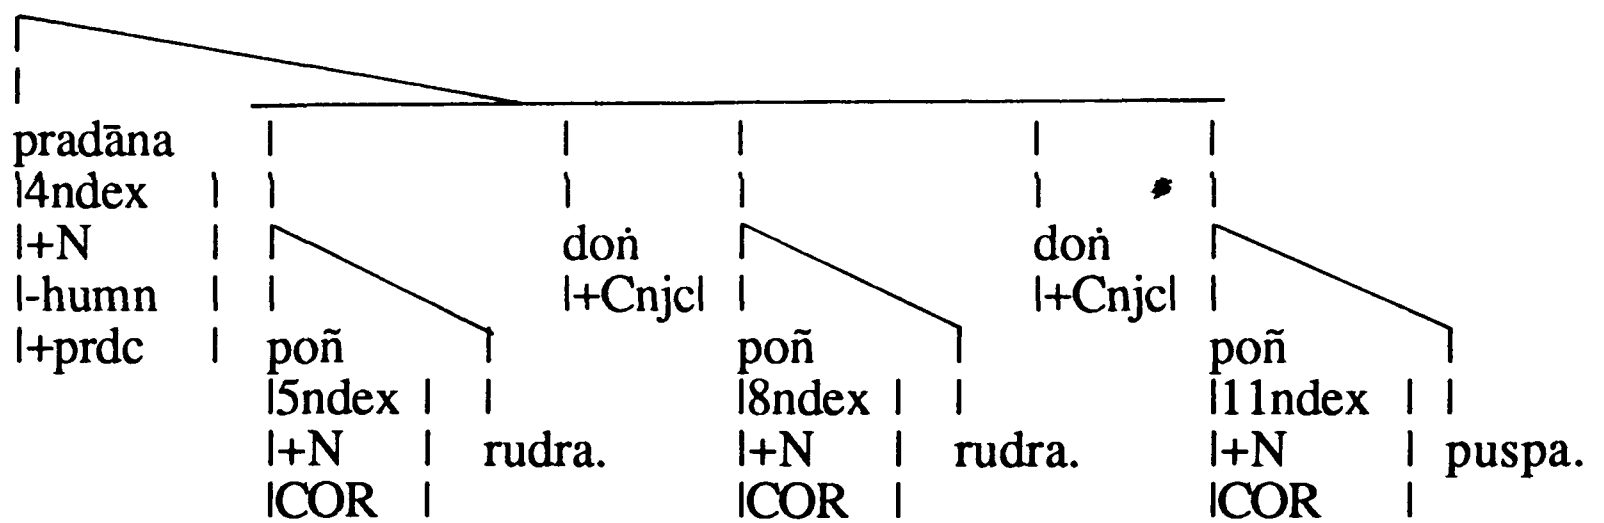 pradāna
|4ndex |
|+N | doṅ doṅ
|-humn | |+Cnjc| |+Cnjc|
|+prdc | poñ poñ poñ
|5ndex | |8ndex | |11ndex |
|+N | rudra. |+N | rudra. |+N | puspa.
|COR | |COR | |COR |